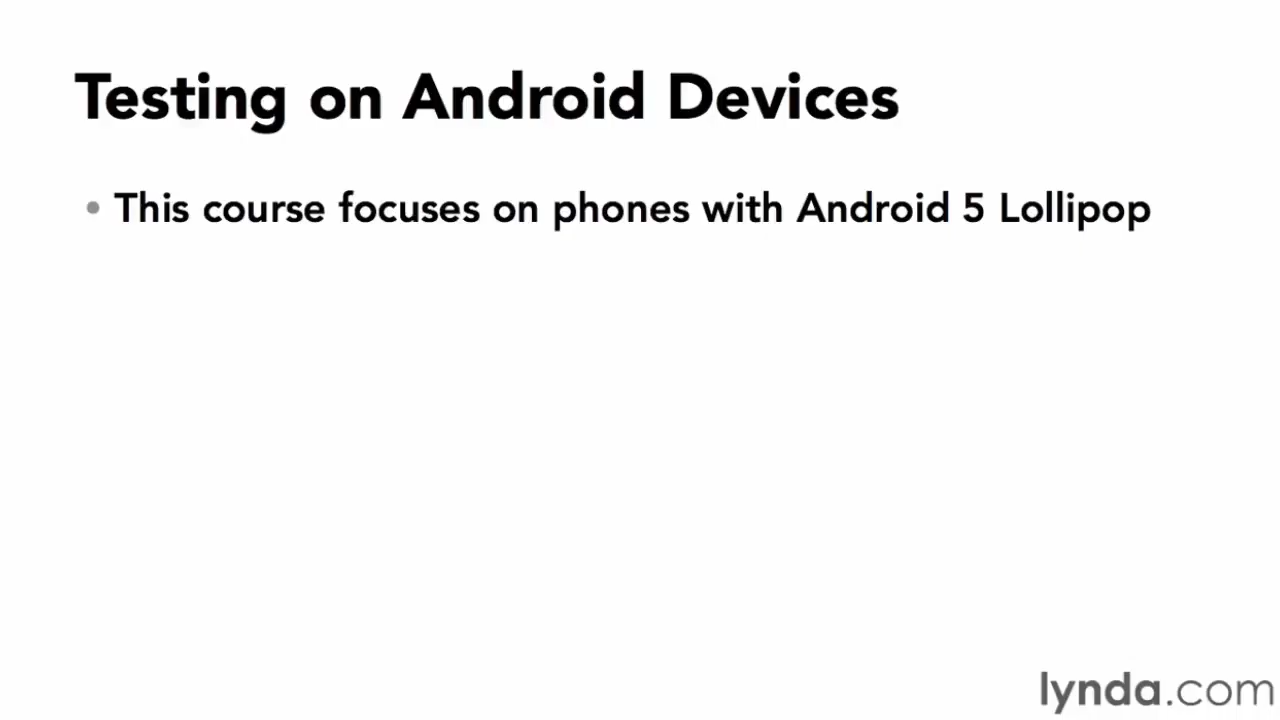 Testing on Android Devices
• This course focuses on phones with Android 5 Lollipop
lynda.com